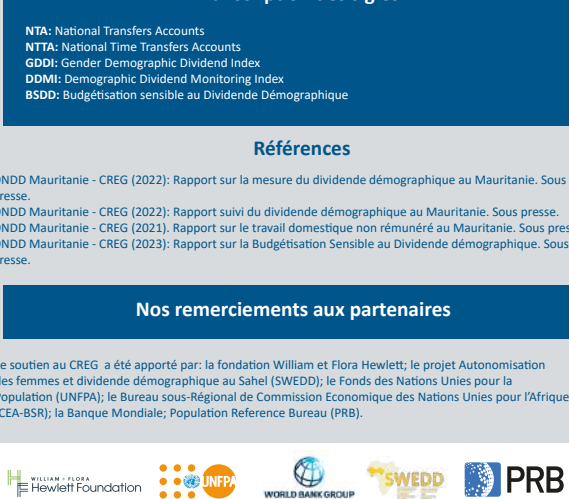 NTA: National Transfers Accounts
NTTA: National Time Transfers Accounts
GDDI: Gender Demographic Dividend Index
DDMI: Demographic Dividend Monitoring Index
BSDD: Budgétisation sensible au Dividende Démographique
Références
ONDD Mauritanie - CREG (2022): Rapport sur la mesure du dividende démographique au Mauritanie. Sous
resse.
ONDD Mauritanie - CREG (2022): Rapport suivi du dividende démographique au Mauritanie. Sous presse.
ONDD Mauritanie - CREG (2021). Rapport sur le travail domestique non rémunéré au Mauritanie. Sous pres
ONDD Mauritanie - CREG (2023): Rapport sur la Budgétisation Sensible au Dividende démographique. Sous
resse.
Nos remerciements aux partenaires
e soutien au CREG a été apporté par: la fondation William et Flora Hewlett; le projet Autonomisation
des femmes et dividende démographique au Sahel (SWEDD); le Fonds des Nations Unies pour la
Population (UNFPA); le Bureau sous-Régional de Commission Economique des Nations Unies pour l'Afrique
(CEA-BSR); la Banque Mondiale; Population Reference Bureau (PRB).
WILLIAM + FLORA
Hewlett Foundation
UNFPA
WORLD BANK GROUP
SWEDD
PRB